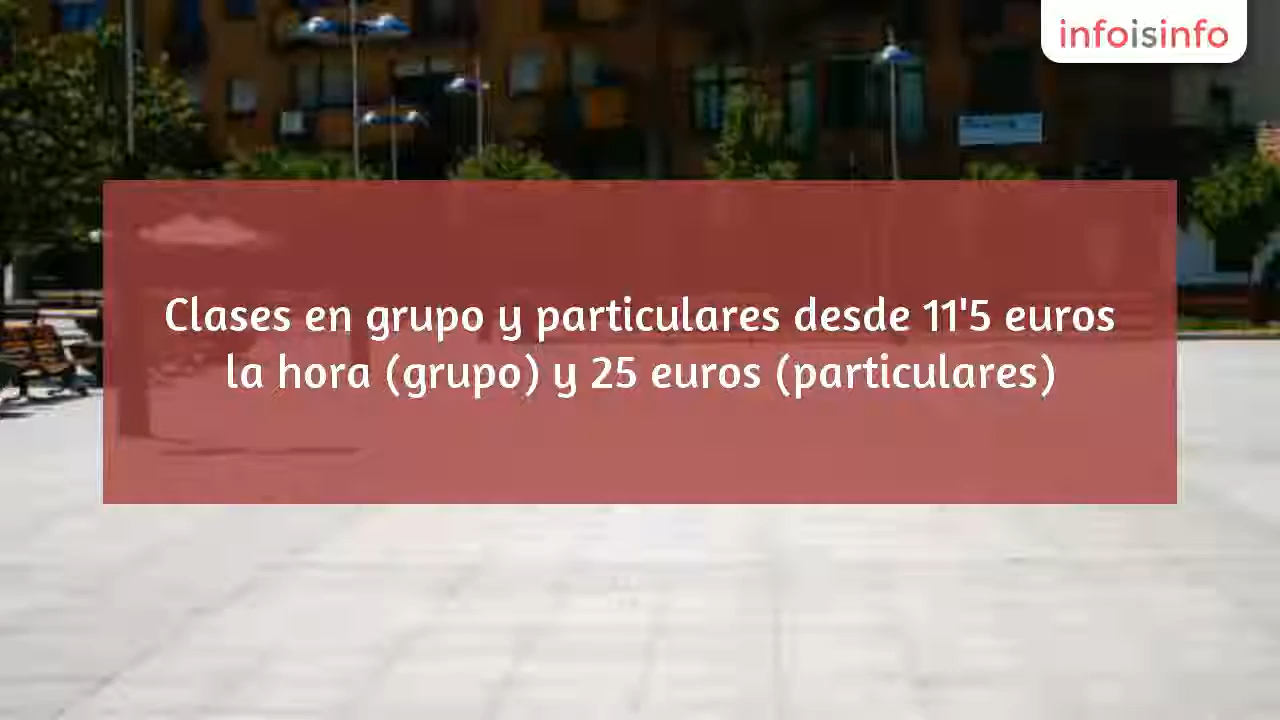 infoisinfo
Clases en grupo y particulares desde 11'5 euros
la hora (grupo) y 25 euros (particulares)